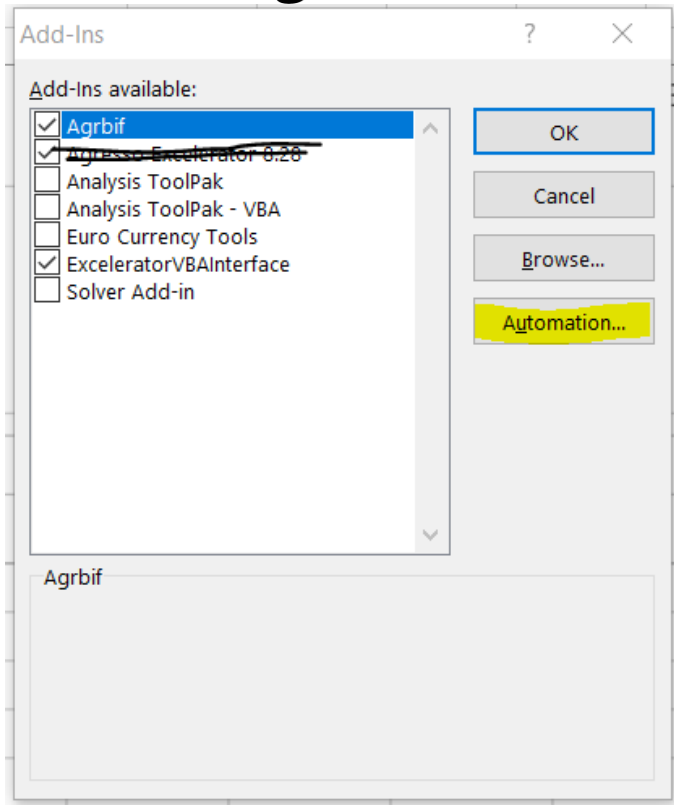 Add-Ins
?
Add-Ins available:
Agrbif
Agresso Excelerator 8.28
Analysis ToolPak
Analysis ToolPak - VBA
Euro Currency Tools
ExceleratorVBAInterface
Solver Add-in
OK
Cancel
Browse...
Automation...
Agrbif